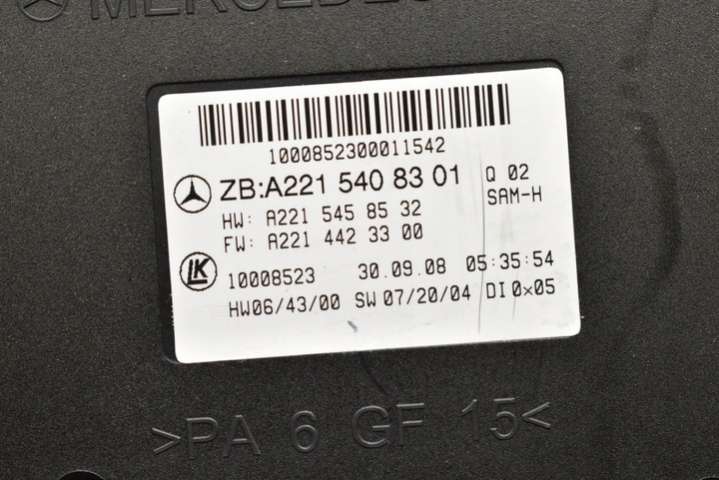 MERCEDES
1000852300011542
ZB:A221 540 83 01 Q 02
HW: A221 545 85 32 SAM-H
FW: A221 442 33 00
LK
10008523 30.09.08 05:35:54
HW06/43/00 SW 07/20/04 DI 0x05
>PA 6 GF 15<